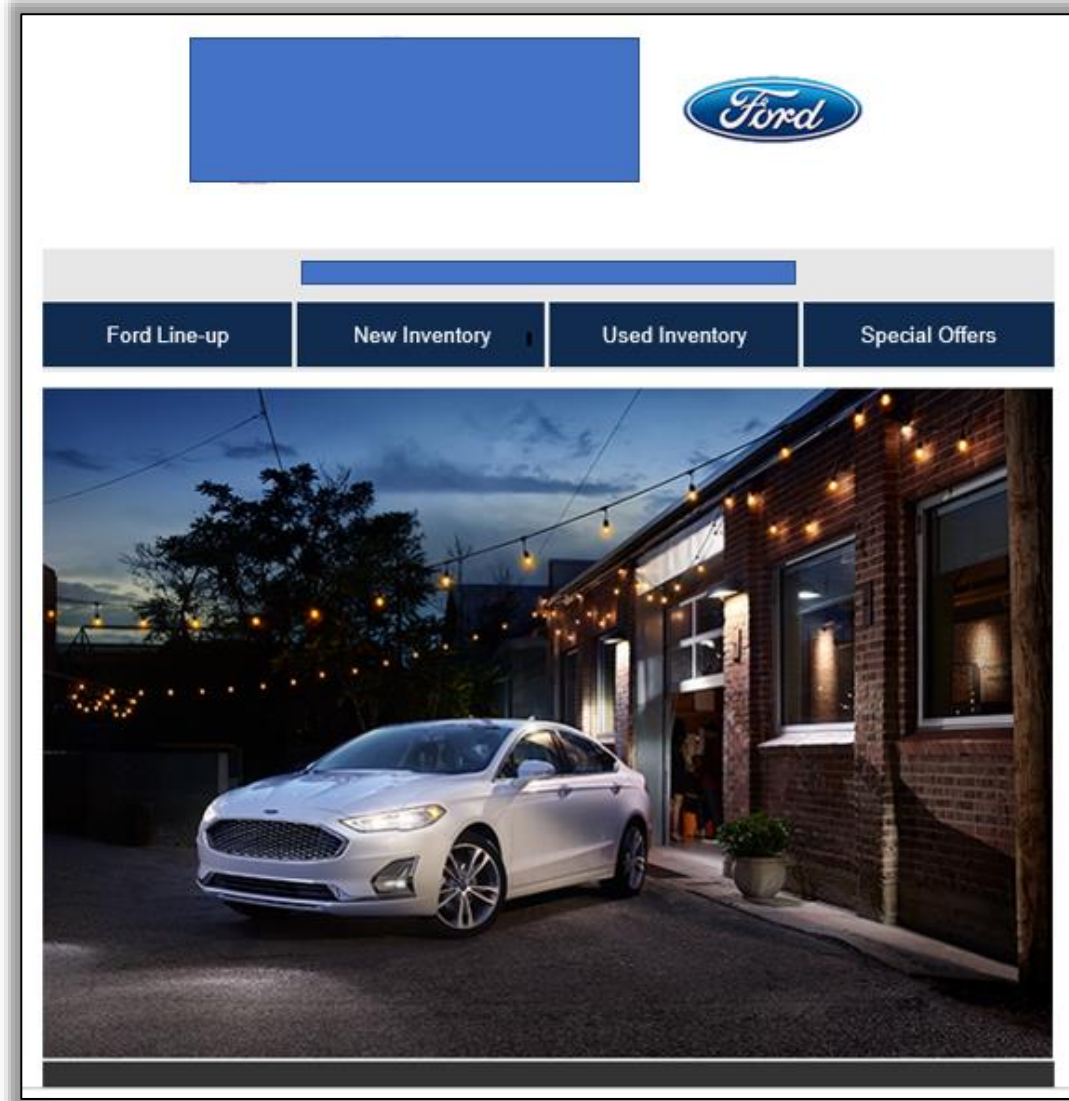 Ford
Ford Line-up
New Inventory
Used Inventory
Special Offers